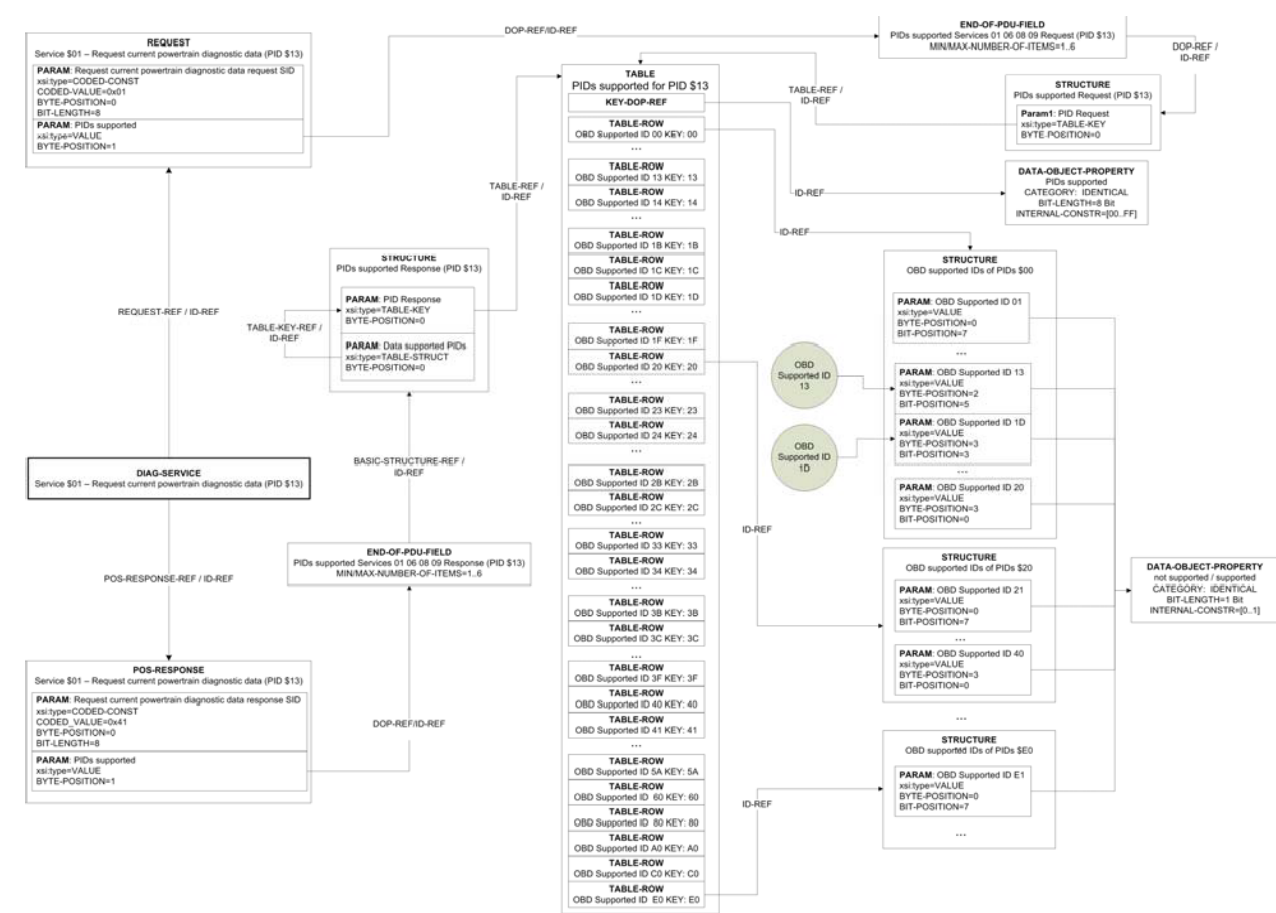 REQUEST
Service $01 – Request current powertrain diagnostic data (PID $13)
PARAM: Request current powertrain diagnostic data request SID
xsi:type=CODED-CONST
CODED-VALUE=0x01
BYTE-POSITION=0
BIT-LENGTH=8
PARAM: PIDs supported
xsi:type=VALUE
BYTE-POSITION=1
DOP-REF/ID-REF
END-OF-PDU-FIELD
PIDs supported Services 01 06 08 09 Request (PID $13)
MIN/MAX-NUMBER-OF-ITEMS=1..6
DOP-REF /
ID-REF
STRUCTURE
PIDs supported Request (PID $13)
Param1: PID Request
xsi:type=TABLE-KEY
BYTE-POSITION=0
TABLE-REF /
ID-REF
DATA-OBJECT-PROPERTY
PIDs supported
CATEGORY: IDENTICAL
BIT-LENGTH=8 Bit
INTERNAL-CONSTR=[00..FF]
ID-REF
ID-REF
TABLE
PIDs supported for PID $13
KEY-DOP-REF
TABLE-ROW
OBD Supported ID 00 KEY: 00
...
TABLE-ROW
OBD Supported ID 13 KEY: 13
TABLE-ROW
OBD Supported ID 14 KEY: 14
...
TABLE-ROW
OBD Supported ID 1B KEY: 1B
TABLE-ROW
OBD Supported ID 1C KEY: 1C
TABLE-ROW
OBD Supported ID 1D KEY: 1D
...
TABLE-ROW
OBD Supported ID 1F KEY: 1F
TABLE-ROW
OBD Supported ID 20 KEY: 20
...
TABLE-ROW
OBD Supported ID 23 KEY: 23
TABLE-ROW
OBD Supported ID 24 KEY: 24
...
TABLE-ROW
OBD Supported ID 2B KEY: 2B
TABLE-ROW
OBD Supported ID 2C KEY: 2C
...
TABLE-ROW
OBD Supported ID 33 KEY: 33
TABLE-ROW
OBD Supported ID 34 KEY: 34
...
TABLE-ROW
OBD Supported ID 3B KEY: 3B
TABLE-ROW
OBD Supported ID 3C KEY: 3C
...
TABLE-ROW
OBD Supported ID 3F KEY: 3F
TABLE-ROW
OBD Supported ID 40 KEY: 40
TABLE-ROW
OBD Supported ID 41 KEY: 41
...
TABLE-ROW
OBD Supported ID 5A KEY: 5A
TABLE-ROW
OBD Supported ID 60 KEY: 60
TABLE-ROW
OBD Supported ID 80 KEY: 80
TABLE-ROW
OBD Supported ID A0 KEY: A0
TABLE-ROW
OBD Supported ID C0 KEY: C0
TABLE-ROW
OBD Supported ID E0 KEY: E0
TABLE-REF /
ID-REF
STRUCTURE
PIDs supported Response (PID $13)
PARAM: PID Response
xsi:type=TABLE-KEY
BYTE-POSITION=0
PARAM: Data supported PIDs
xsi:type=TABLE-STRUCT
BYTE-POSITION=0
TABLE-KEY-REF /
ID-REF
REQUEST-REF / ID-REF
DIAG-SERVICE
Service $01 – Request current powertrain diagnostic data (PID $13)
BASIC-STRUCTURE-REF /
ID-REF
END-OF-PDU-FIELD
PIDs supported Services 01 06 08 09 Response (PID $13)
MIN/MAX-NUMBER-OF-ITEMS=1..6
POS-RESPONSE-REF / ID-REF
POS-RESPONSE
Service $01 – Request current powertrain diagnostic data (PID $13)
PARAM: Request current powertrain diagnostic data response SID
xsi:type=CODED-CONST
CODED_VALUE=0x41
BYTE-POSITION=0
BIT-LENGTH=8
PARAM: PIDs supported
xsi:type=VALUE
BYTE-POSITION=1
DOP-REF/ID-REF
STRUCTURE
OBD supported IDs of PIDs $00
PARAM: OBD Supported ID 01
xsi:type=VALUE
BYTE-POSITION=0
BIT-POSITION=7
...
PARAM: OBD Supported ID 13
xsi:type=VALUE
BYTE-POSITION=2
BIT-POSITION=5
PARAM: OBD Supported ID 1D
xsi:type=VALUE
BYTE-POSITION=3
BIT-POSITION=3
...
PARAM: OBD Supported ID 20
xsi:type=VALUE
BYTE-POSITION=3
BIT-POSITION=0
OBD
Supported ID
13
OBD
Supported ID
1D
ID-REF
STRUCTURE
OBD supported IDs of PIDs $20
PARAM: OBD Supported ID 21
xsi:type=VALUE
BYTE-POSITION=0
BIT-POSITION=7
...
PARAM: OBD Supported ID 40
xsi:type=VALUE
BYTE-POSITION=3
BIT-POSITION=0
...
DATA-OBJECT-PROPERTY
not supported / supported
CATEGORY: IDENTICAL
BIT-LENGTH=1 Bit
INTERNAL-CONSTR=[0..1]
ID-REF
STRUCTURE
OBD supported IDs of PIDs $E0
PARAM: OBD Supported ID E1
xsi:type=VALUE
BYTE-POSITION=0
BIT-POSITION=7
...